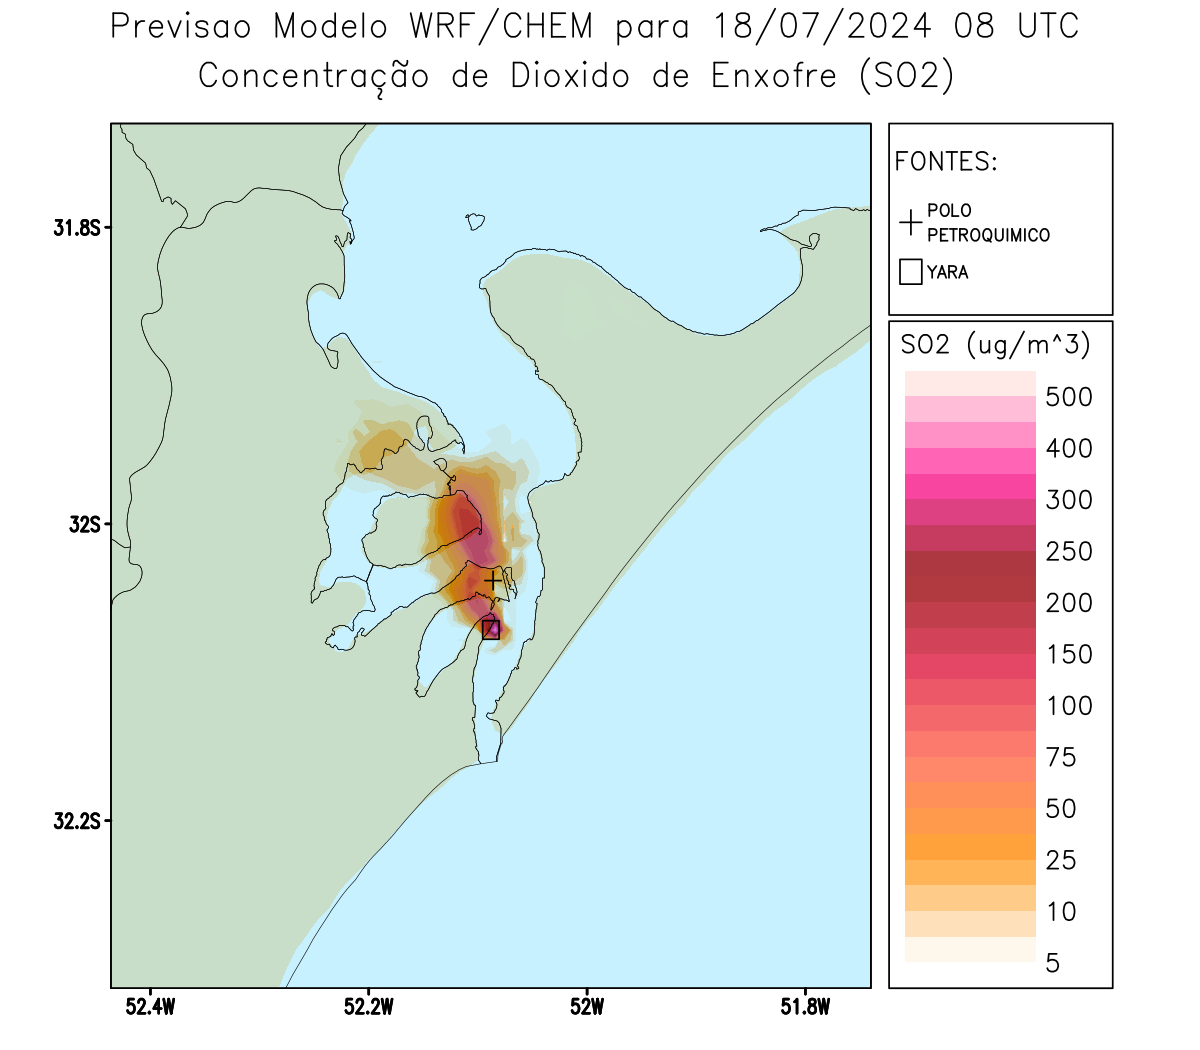 Previsao Modelo WRF/CHEM para 18/07/2024 08 UTC
Concentração de Dioxido de Enxofre (SO2)
FONTES:
POLO
PETROQUIMICO
YARA
31.8S
32S
32.2S
52.4W
52.2W
52W
51.8W
SO2 (ug/m^3)
500
400
300
250
200
150
100
75
50
25
10
5